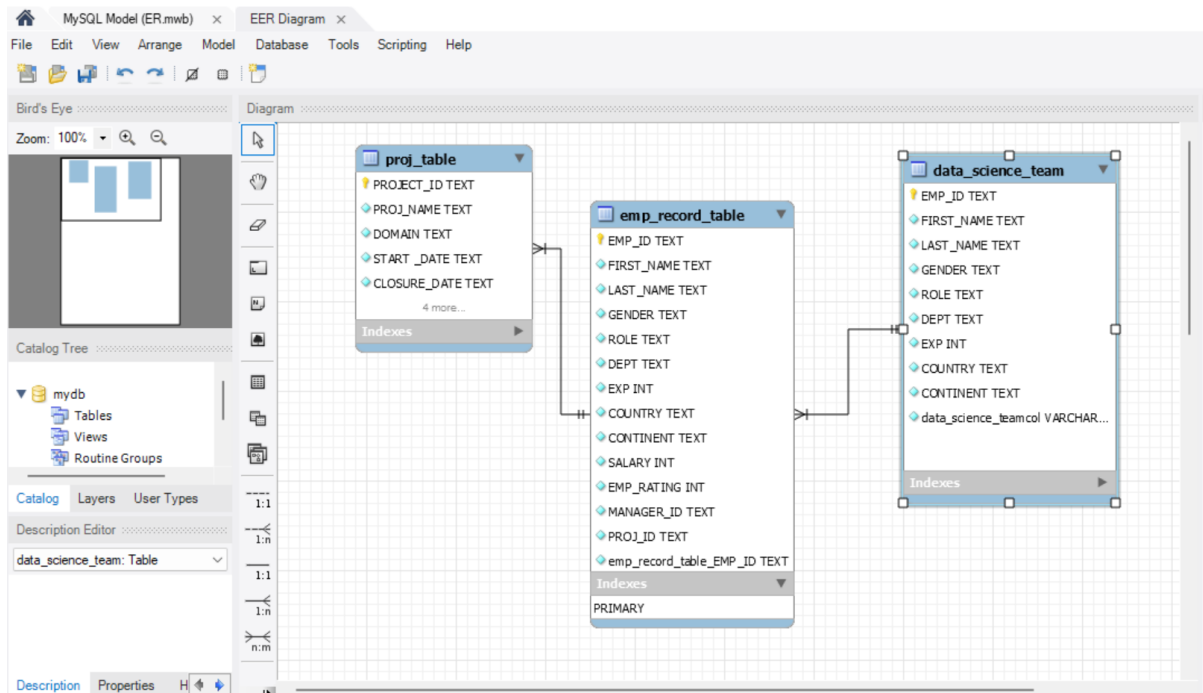 MySQL Model (ER.mwb) ×
EER Diagram ×
File Edit View Arrange Model Database Tools Scripting Help
Bird's Eye
Zoom: 100%
Diagram
Catalog Tree
mydb
Tables
Views
Routine Groups
Catalog Layers User Types
Description Editor
data_science_team: Table
Description Properties H
1:1
1:n
1:1
1:n
n:m
proj_table
PROJECT_ID TEXT
PROJ_NAME TEXT
DOMAIN TEXT
START _DATE TEXT
CLOSURE_DATE TEXT
4 more...
Indexes
emp_record_table
EMP_ID TEXT
FIRST_NAME TEXT
LAST_NAME TEXT
GENDER TEXT
ROLE TEXT
DEPT TEXT
EXP INT
COUNTRY TEXT
CONTINENT TEXT
SALARY INT
EMP_RATING INT
MANAGER_ID TEXT
PROJ_ID TEXT
emp_record_table_EMP_ID TEXT
Indexes
PRIMARY
data_science_team
EMP_ID TEXT
FIRST_NAME TEXT
LAST_NAME TEXT
GENDER TEXT
ROLE TEXT
DEPT TEXT
EXP INT
COUNTRY TEXT
CONTINENT TEXT
data_science_teamcol VARCHAR...
Indexes